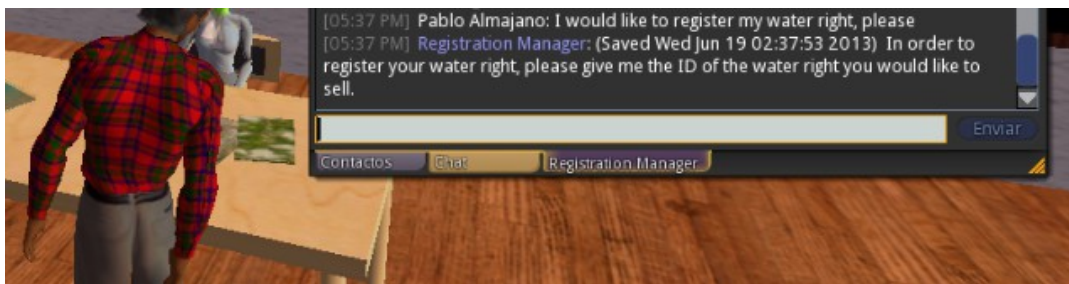 [05:37 PM] Pablo Almajano: I would like to register my water right, please
[05:37 PM] Registration Manager: (Saved Wed Jun 19 02:37:53 2013) In order to
register your water right, please give me the ID of the water right you would like to
sell.
Enviar
Contactos Chat Registration Manager